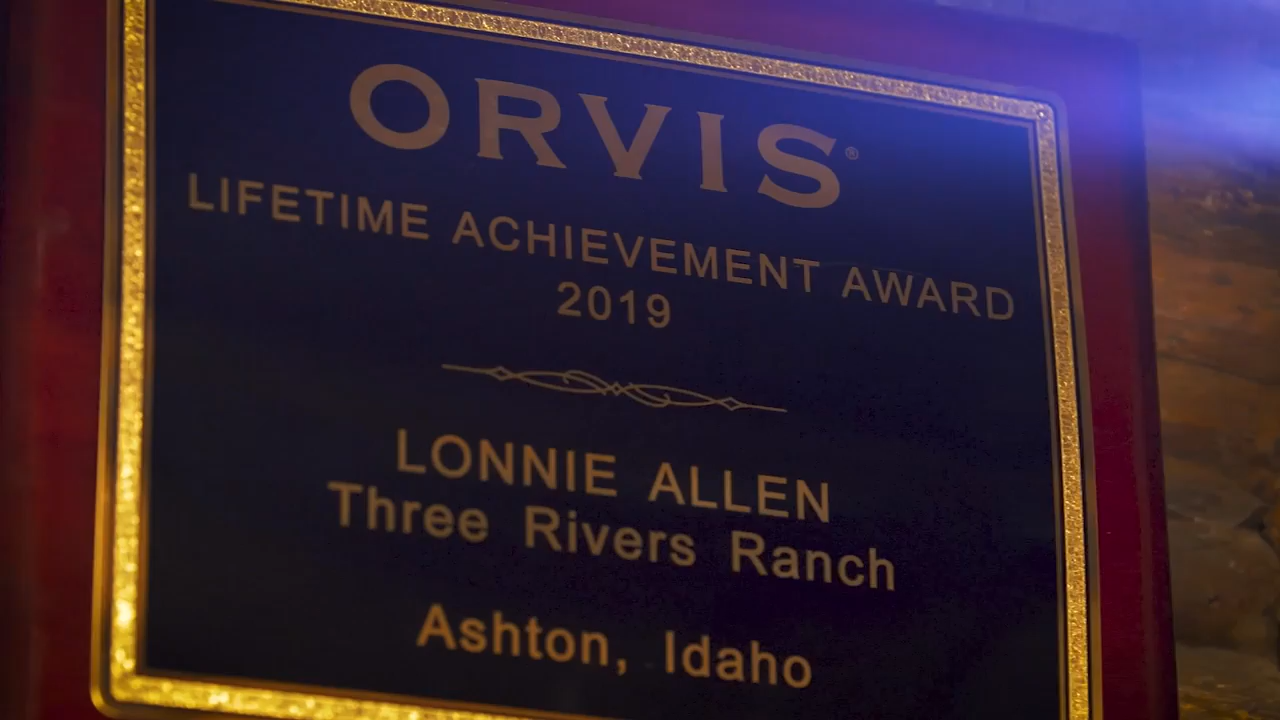 ORVIS®
LIFETIME ACHIEVEMENT AWARD
2019
LONNIE ALLEN
Three Rivers Ranch
Ashton, Idaho